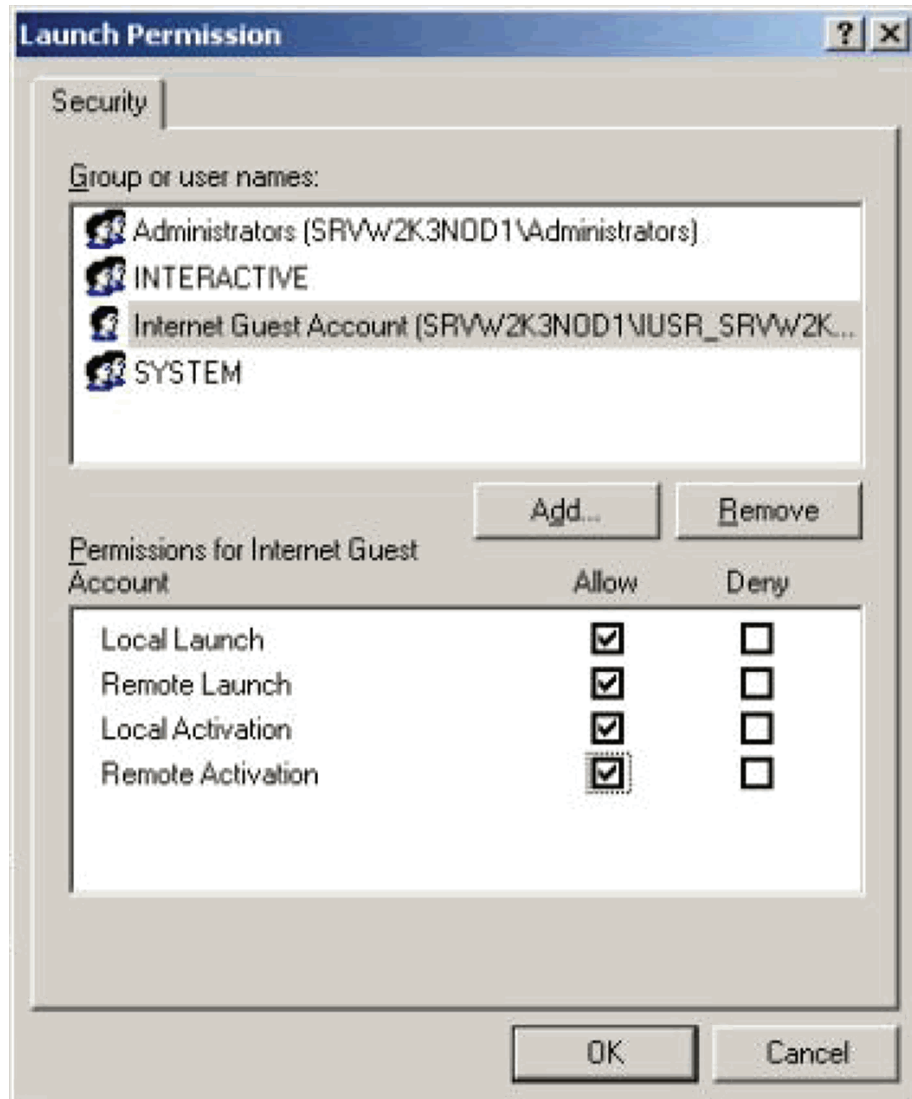 Launch Permission
Security
Group or user names:
Administrators (SRVW2K3NOD1\Administrators)
INTERACTIVE
Internet Guest Account (SRVW2K3NOD1\IUSR_SRVW2K...
SYSTEM
Add... Remove
Permissions for Internet Guest
Account Allow Deny
Local Launch
Remote Launch
Local Activation
Remote Activation
OK Cancel